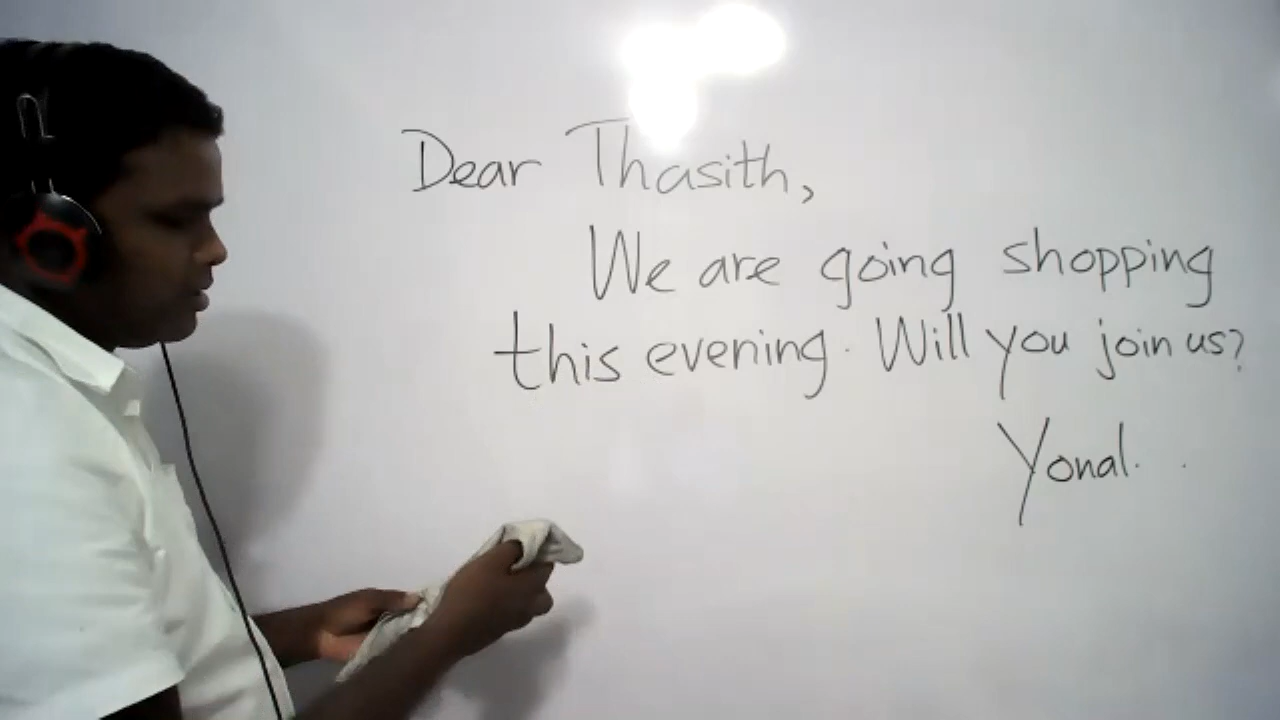 Dear Thasith,
We are going shopping
this evening. Will you join us?
Yonal.